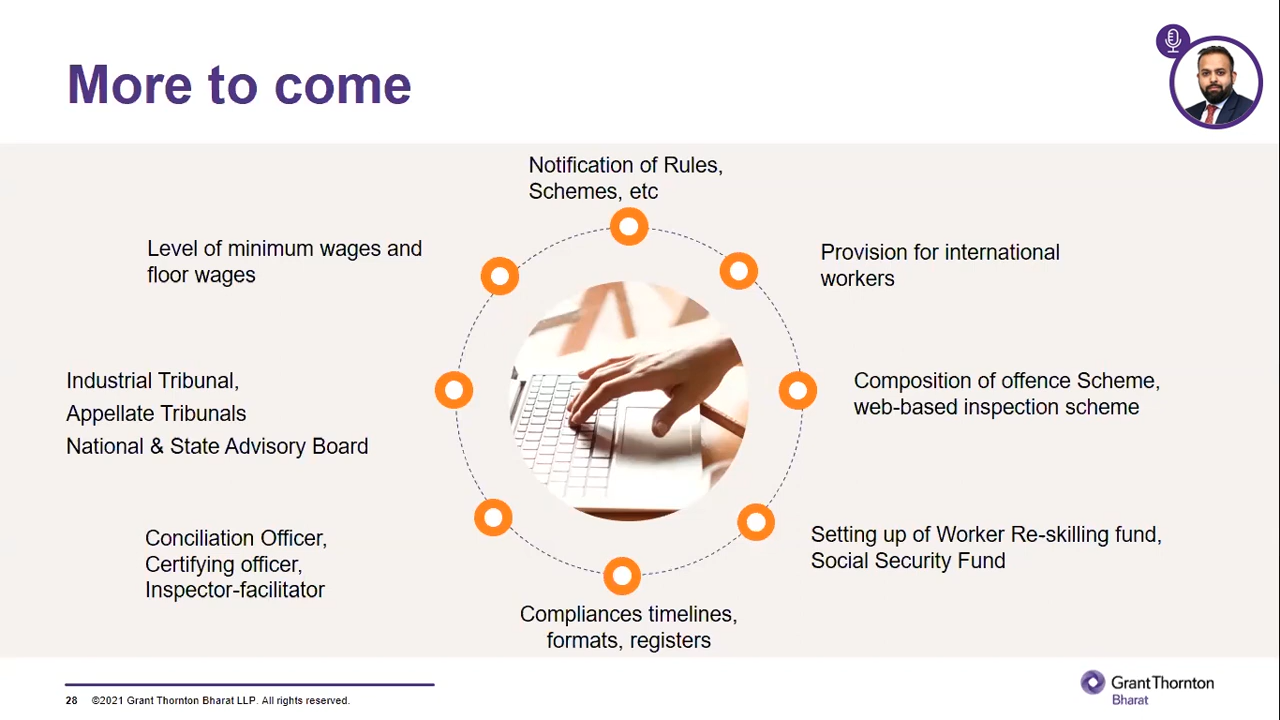 More to come
Notification of Rules,
Schemes, etc
Provision for international
workers
Composition of offence Scheme,
web-based inspection scheme
Setting up of Worker Re-skilling fund,
Social Security Fund
Compliances timelines,
formats, registers
Conciliation Officer,
Certifying officer,
Inspector-facilitator
Industrial Tribunal,
Appellate Tribunals
National & State Advisory Board
Level of minimum wages and
floor wages
28 ©2021 Grant Thornton Bharat LLP. All rights reserved.
GrantThornton
Bharat